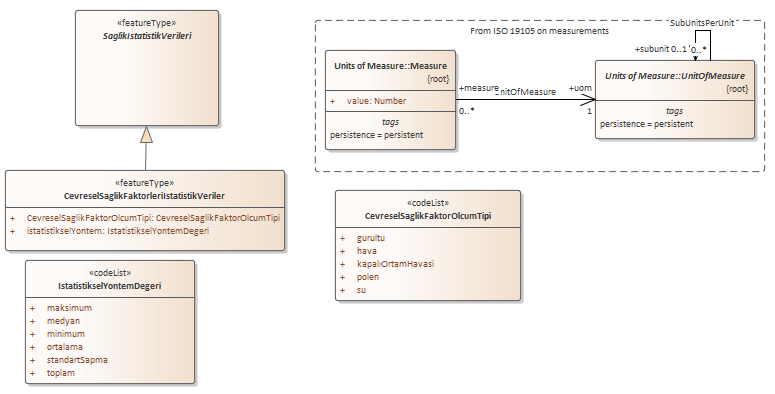 «featureType»
SaglikIstatistikVerileri
«featureType»
CevreselSaglikFaktorleriIstatistikVeriler
+ CevreselSaglikFaktorOlcumTipi: CevreselSaglikFaktorOlcumTipi
+ istatistikselYontem: IstatistikselYontemDegeri
«codeList»
IstatistikselYontemDegeri
+ maksimum
+ medyan
+ minimum
+ ortalama
+ standartSapma
+ toplam
From ISO 19105 on measurements
Units of Measure::Measure
{root}
+ value: Number
tags
persistence = persistent
+measure
nitOfMeasure
+uom
0..*
1
SubUnitsPerUnit
+subunit 0..1
0..*
Units of Measure::UnitOfMeasure
{root}
tags
persistence = persistent
«codeList»
CevreselSaglikFaktorOlcumTipi
+ gurultu
+ hava
+ kapalıOrtamHavasi
+ polen
+ su